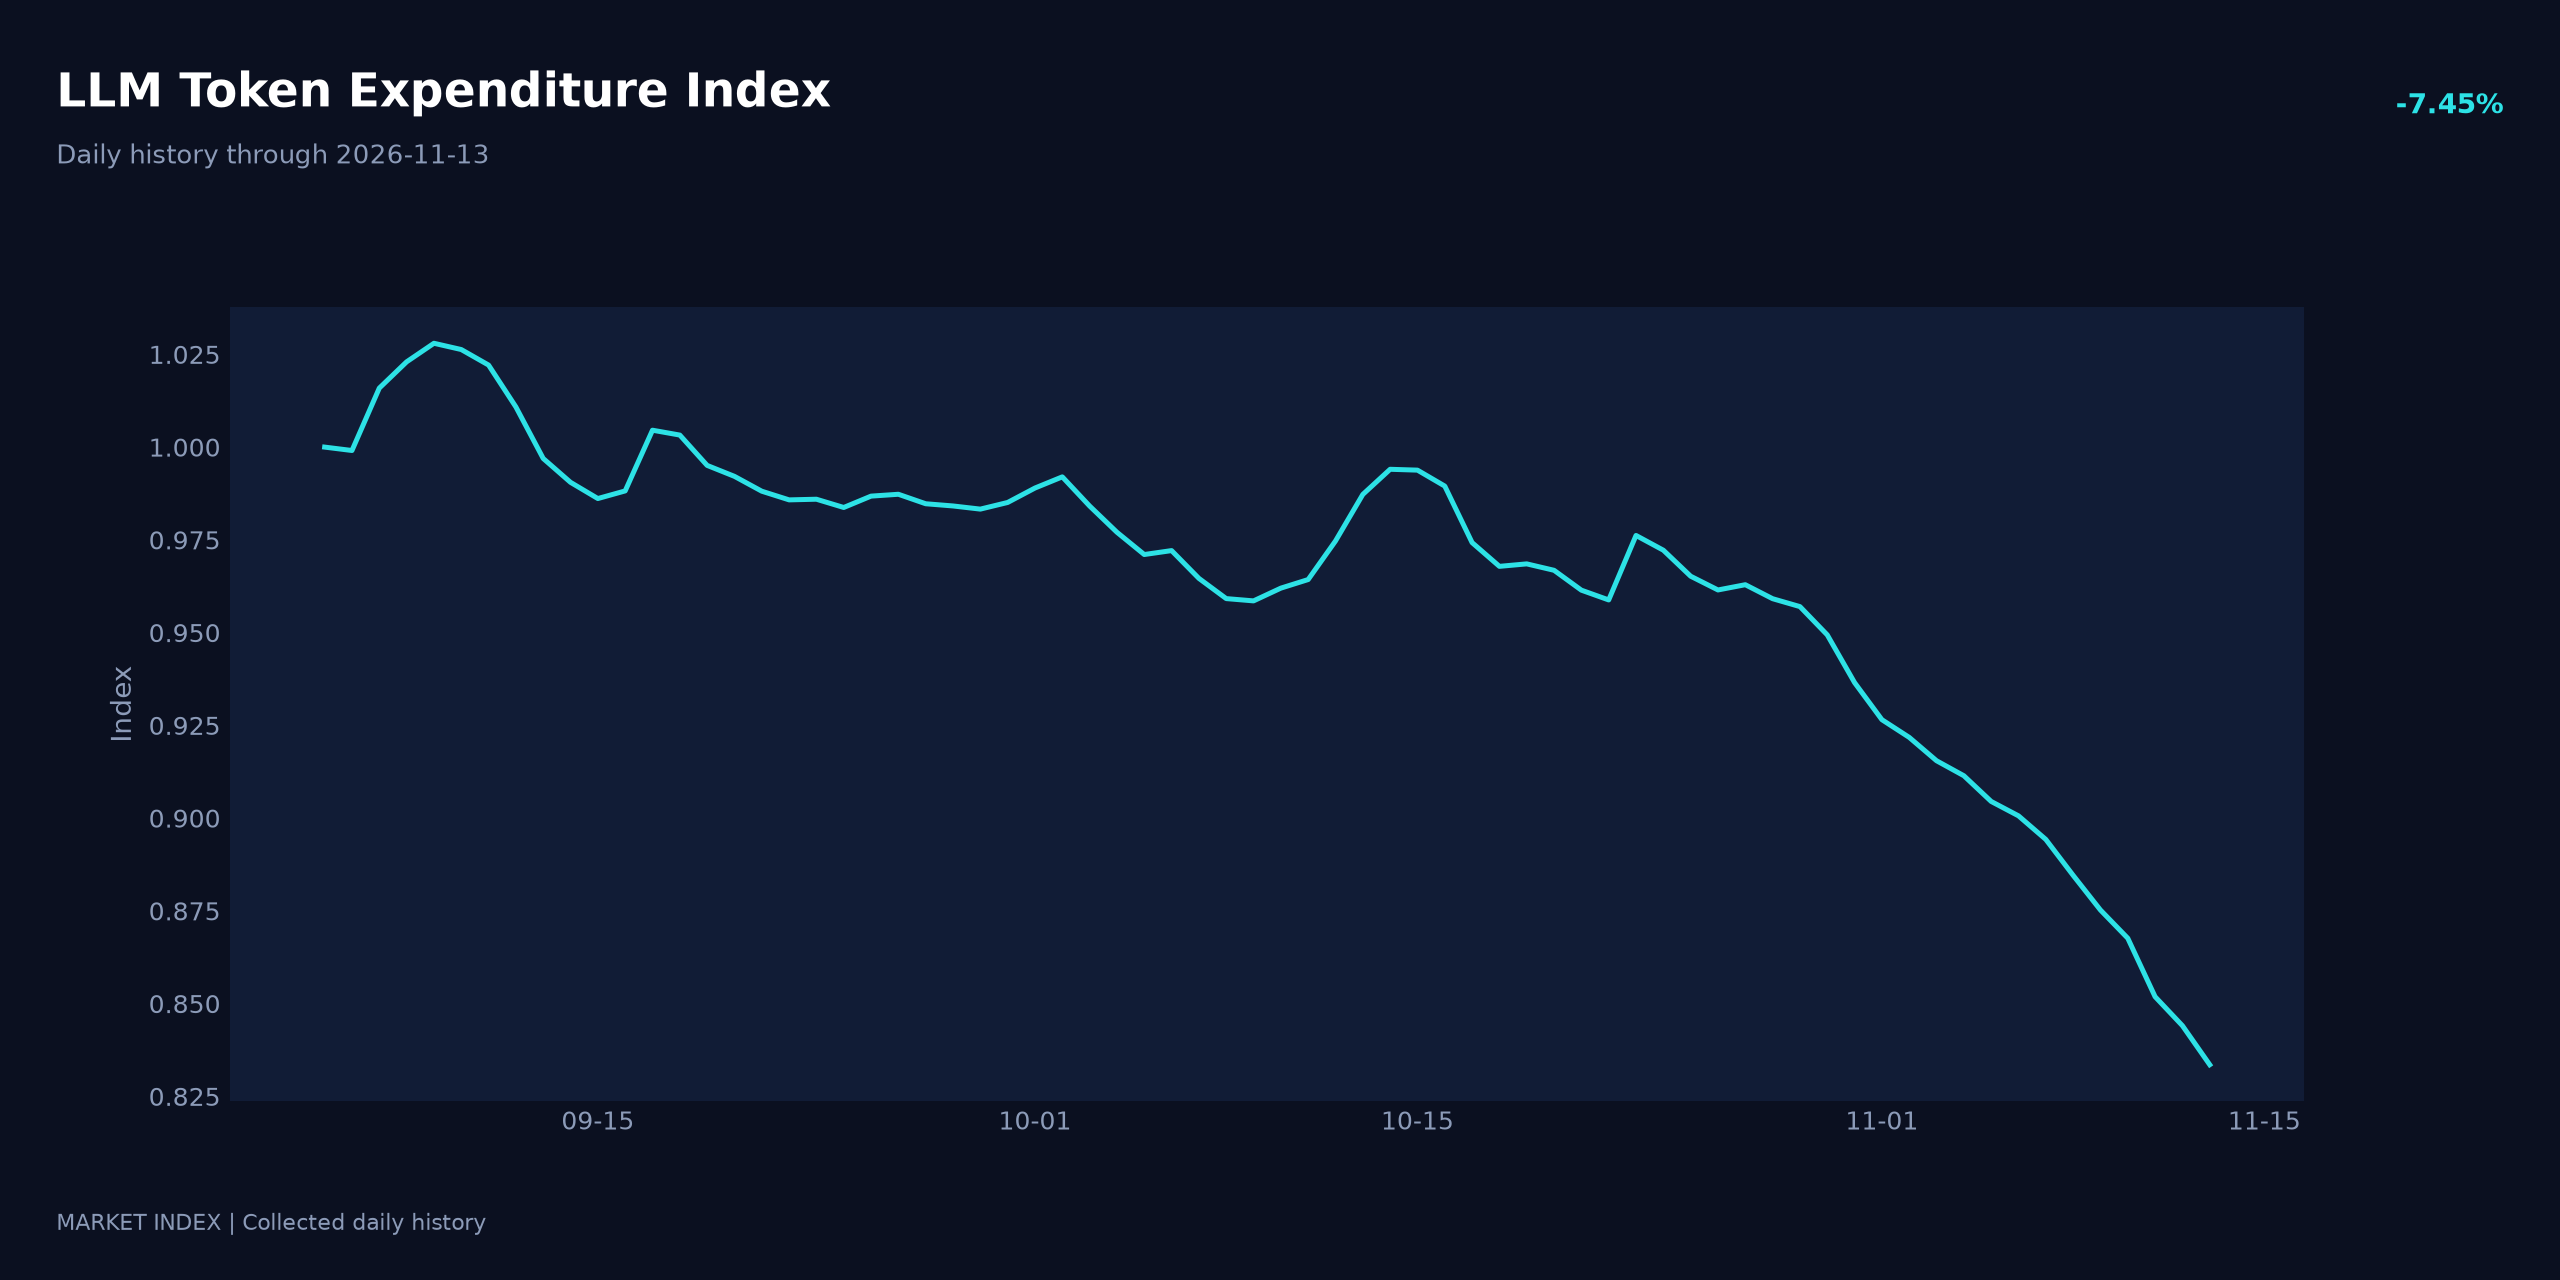 LLM Token Expenditure Index
-7.45%
Daily history through 2026-11-13
Index
1.025
1.000
0.975
0.950
0.925
0.900
0.875
0.850
0.825
09-15 10-01 10-15 11-01 11-15
MARKET INDEX | Collected daily history